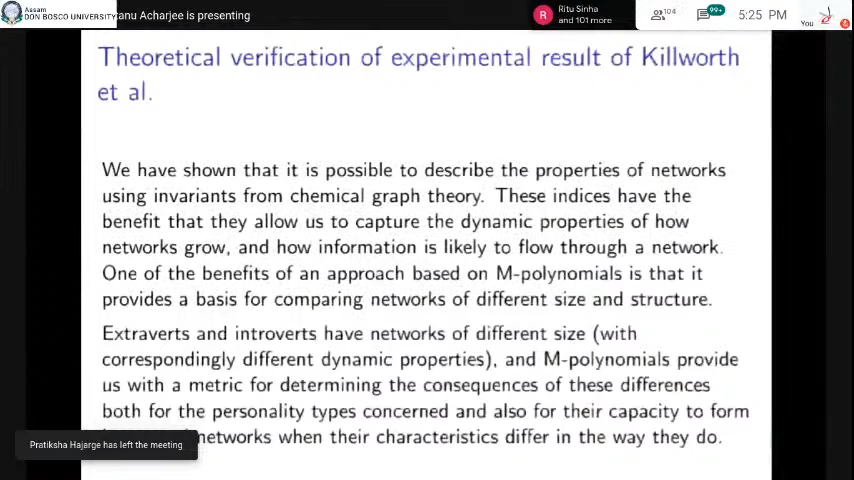 Assam
DON BOSCO UNIVERSITY
tanu Acharjee is presenting
R
Ritu Sinha
and 101 more
104
99+
5:25 PM
You
Theoretical verification of experimental result of Killworth
et al.
We have shown that it is possible to describe the properties of networks
using invariants from chemical graph theory. These indices have the
benefit that they allow us to capture the dynamic properties of how
networks grow, and how information is likely to flow through a network.
One of the benefits of an approach based on M-polynomials is that it
provides a basis for comparing networks of different size and structure.
Extraverts and introverts have networks of different size (with
correspondingly different dynamic properties), and M-polynomials provide
us with a metric for determining the consequences of these differences
both for the personality types concerned and also for their capacity to form
networks when their characteristics differ in the way they do.
Pratiksha Hajarge has left the meeting